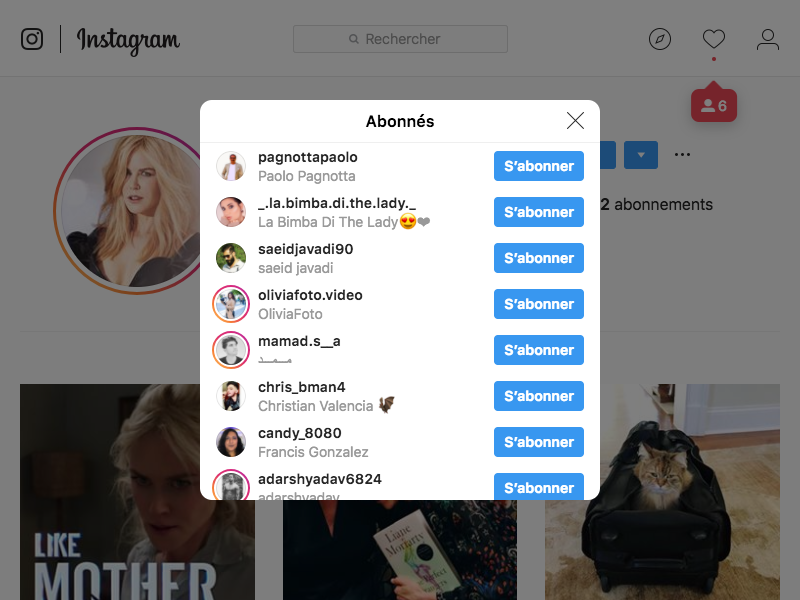 Instagram
Rechercher
6
Abonnés
pagnottapaolo
Paolo Pagnotta
S'abonner
_.la.bimba.di.the.lady._
La Bimba Di The Lady😍❤
S'abonner
saeidjavadi90
saeid javadi
S'abonner
oliviafoto.video
OliviaFoto
S'abonner
mamad.s__a
مـــمـــد
S'abonner
chris_bman4
Christian Valencia 🦇
S'abonner
candy_8080
Francis Gonzalez
S'abonner
adarshyadav6824
adarshyadav
S'abonner
2 abonnements
LIKE
MOTHER
Liane
Moriarty